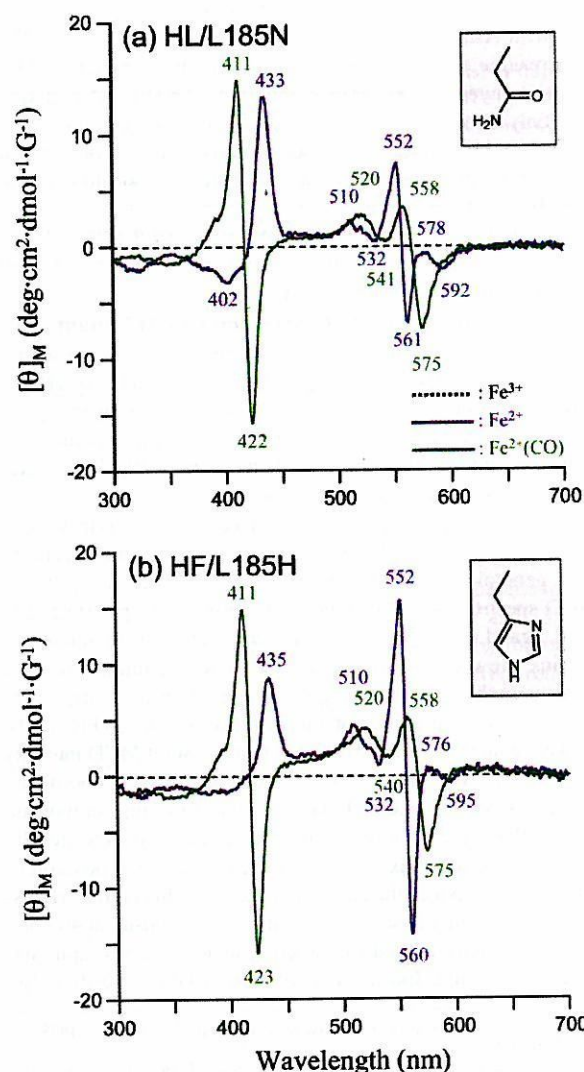 (a) HL/L185N
411
433
O
H₂N
552
520
558
510
578
532
541
402
592
561
575
422
: Fe³⁺
: Fe²⁺
: Fe²⁺(CO)
[θ]M (deg·cm²·dmol⁻¹·G⁻¹)
20
10
0
-10
-20
300 400 500 600 700
(b) HF/L185H
411
435
N
N
H
552
510
520
558
576
540
532
595
575
560
423
[θ]M (deg·cm²·dmol⁻¹·G⁻¹)
20
10
0
-10
-20
300 400 500 600 700
Wavelength (nm)